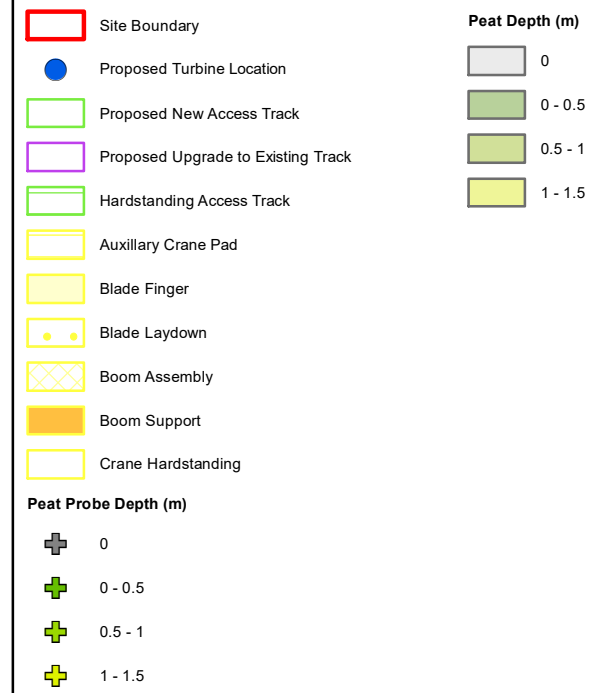 Site Boundary
Proposed Turbine Location
Proposed New Access Track
Proposed Upgrade to Existing Track
Hardstanding Access Track
Auxillary Crane Pad
Blade Finger
Blade Laydown
Boom Assembly
Boom Support
Crane Hardstanding
Peat Probe Depth (m)
0
0 - 0.5
0.5 - 1
1 - 1.5
Peat Depth (m)
0
0 - 0.5
0.5 - 1
1 - 1.5